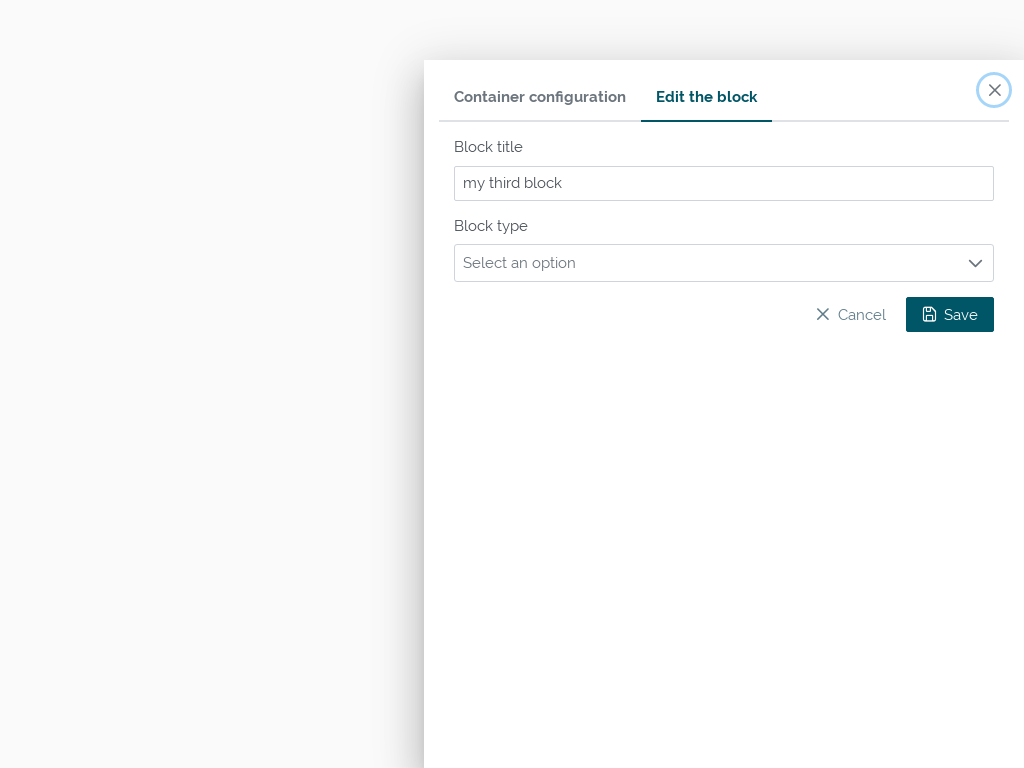 Container configuration
Edit the block
Block title
my third block
Block type
Select an option
Cancel
Save